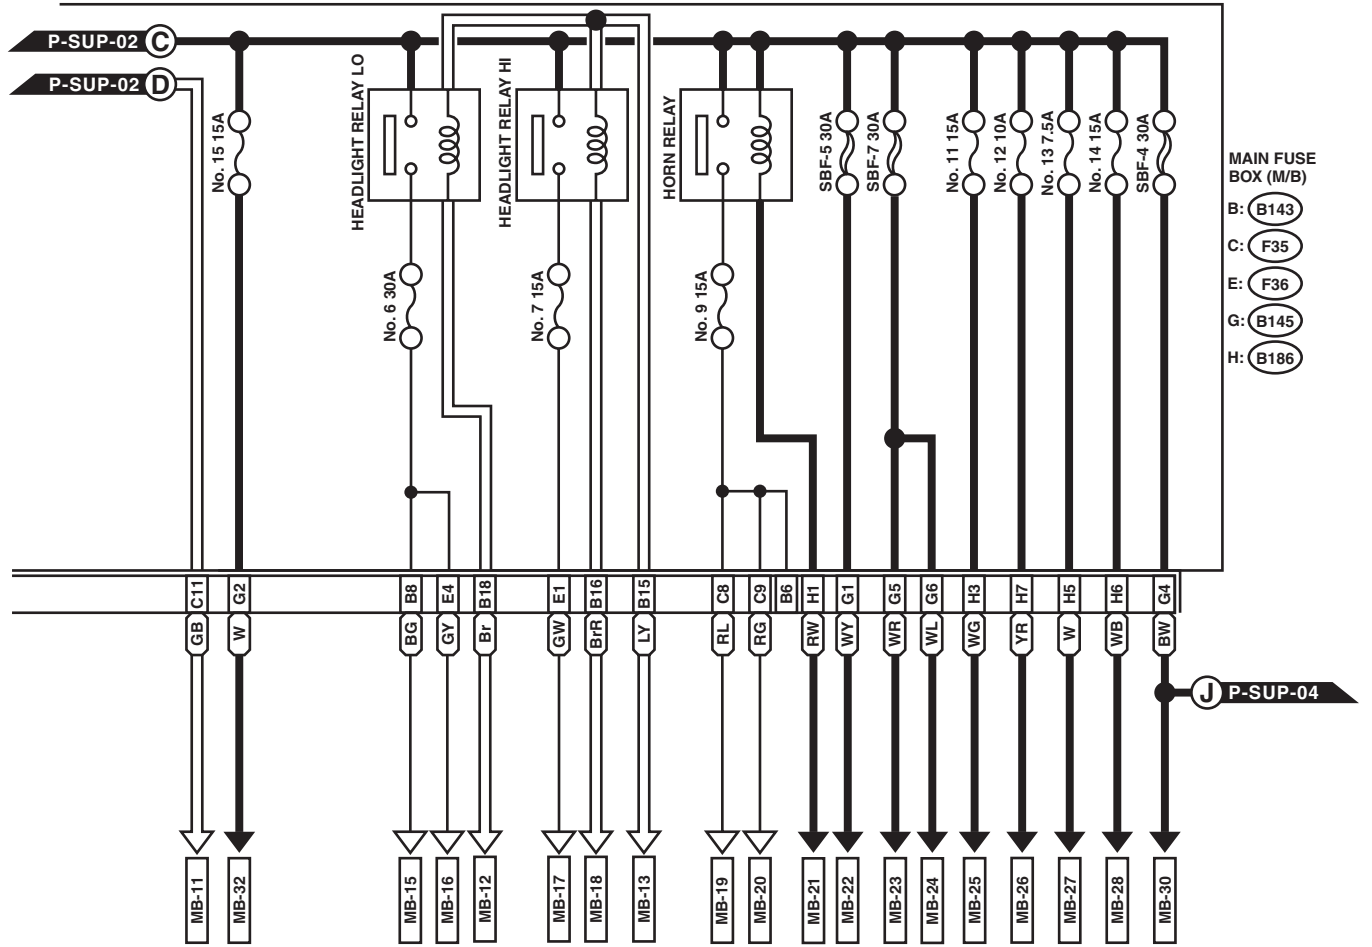 P-SUP-02 C
P-SUP-02 D
No. 15 15A
HEADLIGHT RELAY LO
No. 6 30A
HEADLIGHT RELAY HI
No. 7 15A
HORN RELAY
No. 9 15A
SBF-5 30A
SBF-7 30A
No. 11 15A
No. 12 10A
No. 13 7.5A
No. 14 15A
SBF-4 30A
MAIN FUSE
BOX (M/B)
B: B143
C: F35
E: F36
G: B145
H: B186
C11
G2
B8
E4
B18
E1
B16
B15
C8
C9
B6
H1
G1
G5
G6
H3
H7
H5
H6
G4
GB
W
BG
GY
Br
GW
BrR
LY
RL
RG
RW
WY
WR
WL
WG
YR
W
WB
BW
J P-SUP-04
MB-11
MB-32
MB-15
MB-16
MB-12
MB-17
MB-18
MB-13
MB-19
MB-20
MB-21
MB-22
MB-23
MB-24
MB-25
MB-26
MB-27
MB-28
MB-30